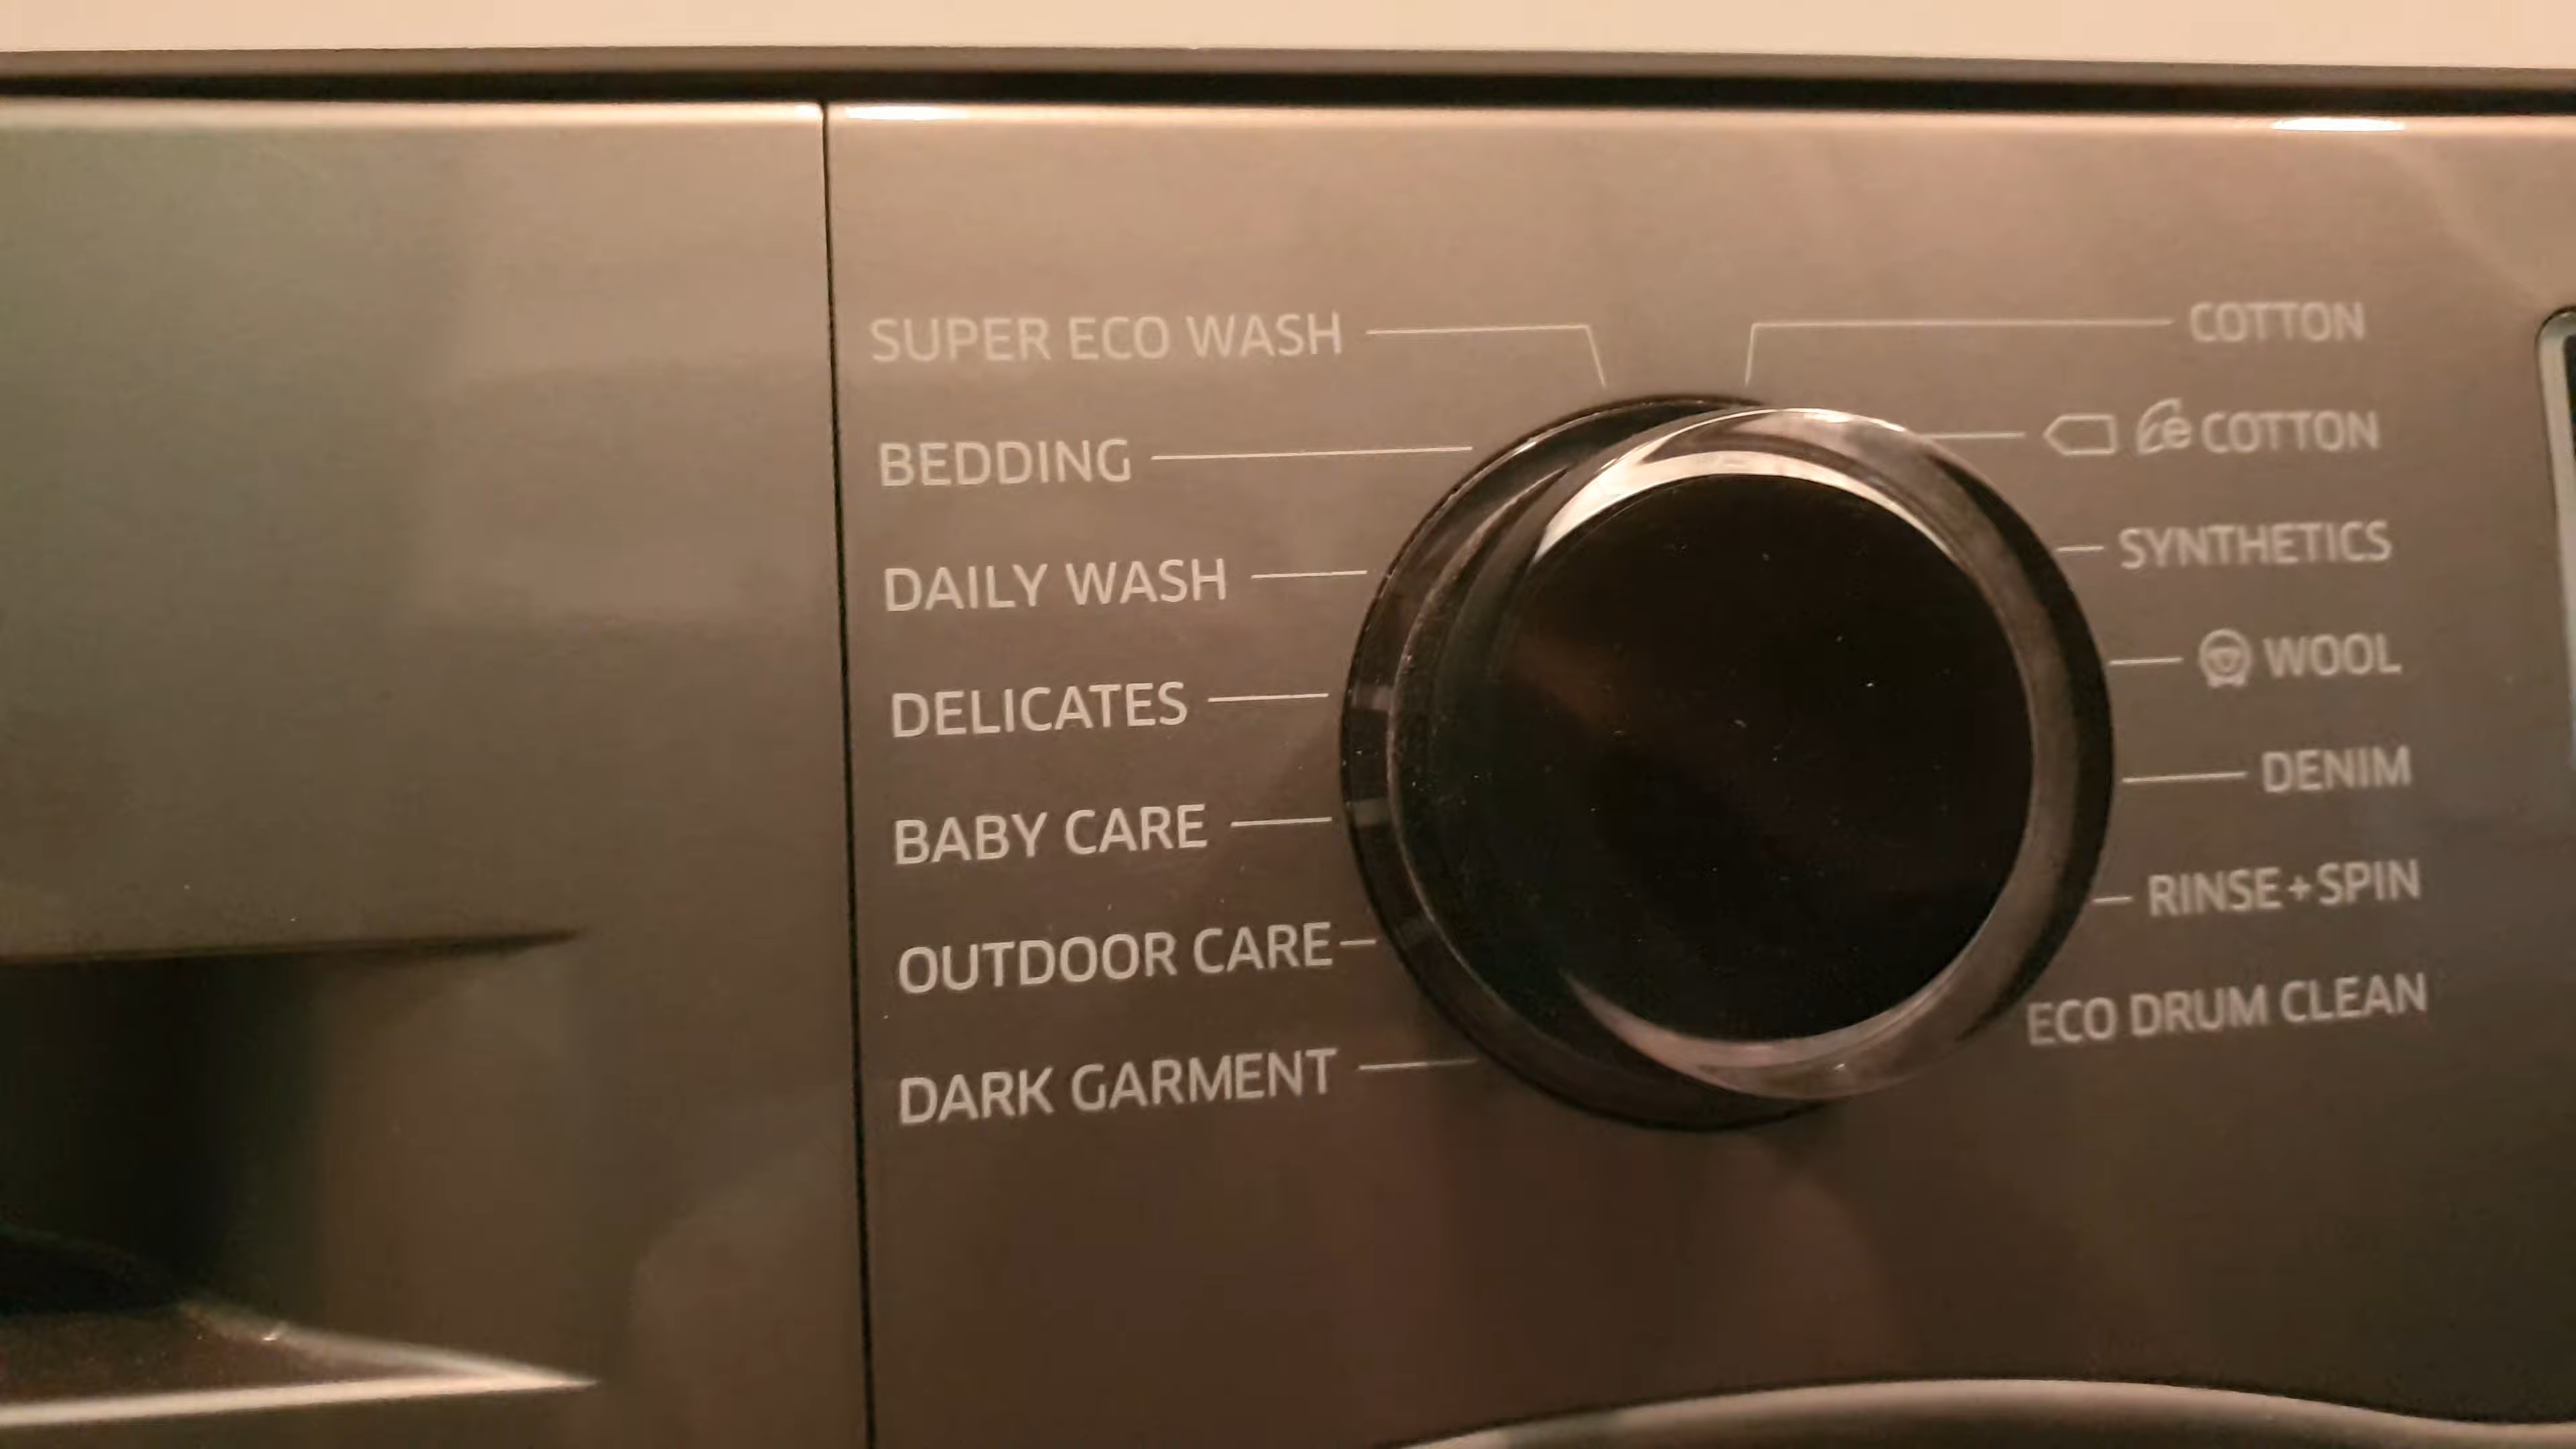 SUPER ECO WASH
BEDDING
DAILY WASH
DELICATES
BABY CARE
OUTDOOR CARE
DARK GARMENT
COTTON
e COTTON
SYNTHETICS
WOOL
DENIM
RINSE+SPIN
ECO DRUM CLEAN